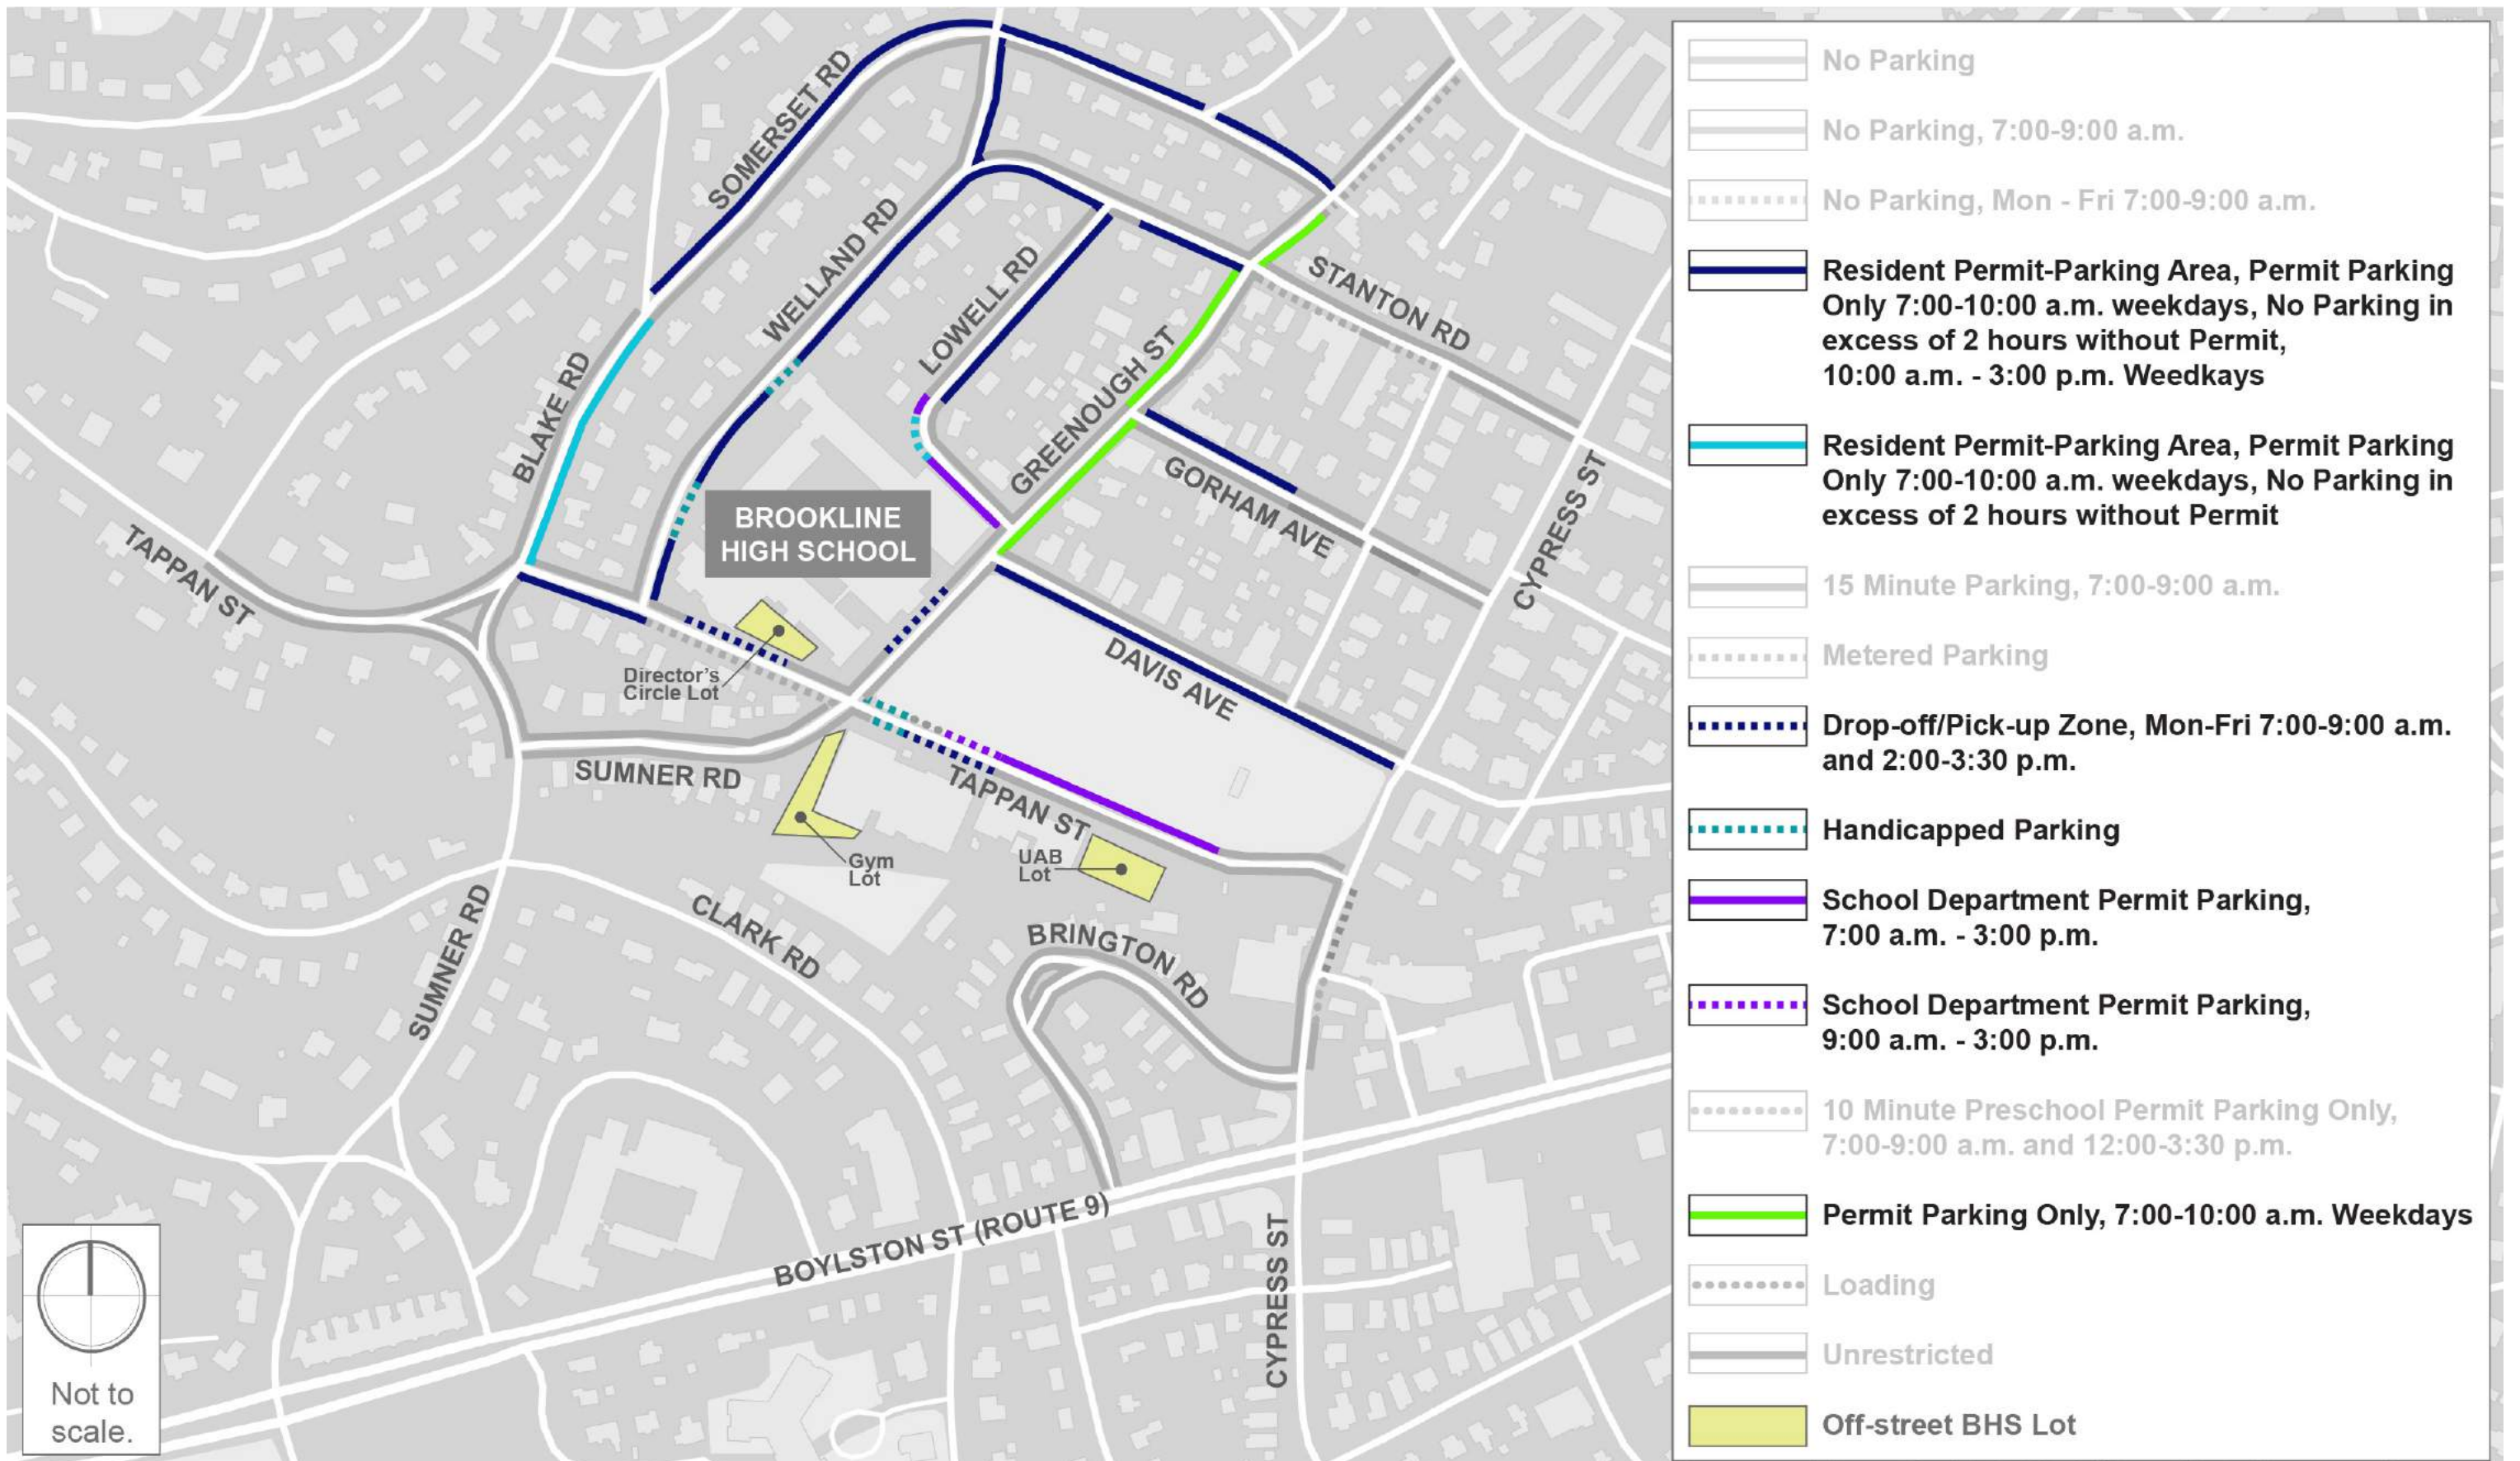 SOMERSET RD
WELLAND RD
LOWELL RD
STANTON RD
BLAKE RD
GREENOUGH ST
GORHAM AVE
CYPRESS ST
TAPPAN ST
BROOKLINE
HIGH SCHOOL
Director's
Circle Lot
DAVIS AVE
SUMNER RD
TAPPAN ST
Gym
Lot
UAB
Lot
CLARK RD
BRINGTON RD
SUMNER RD
BOYLSTON ST (ROUTE 9)
CYPRESS ST
Not to
scale.
No Parking
No Parking, 7:00-9:00 a.m.
No Parking, Mon - Fri 7:00-9:00 a.m.
Resident Permit-Parking Area, Permit Parking
Only 7:00-10:00 a.m. weekdays, No Parking in
excess of 2 hours without Permit,
10:00 a.m. - 3:00 p.m. Weedkays
Resident Permit-Parking Area, Permit Parking
Only 7:00-10:00 a.m. weekdays, No Parking in
excess of 2 hours without Permit
15 Minute Parking, 7:00-9:00 a.m.
Metered Parking
Drop-off/Pick-up Zone, Mon-Fri 7:00-9:00 a.m.
and 2:00-3:30 p.m.
Handicapped Parking
School Department Permit Parking,
7:00 a.m. - 3:00 p.m.
School Department Permit Parking,
9:00 a.m. - 3:00 p.m.
10 Minute Preschool Permit Parking Only,
7:00-9:00 a.m. and 12:00-3:30 p.m.
Permit Parking Only, 7:00-10:00 a.m. Weekdays
Loading
Unrestricted
Off-street BHS Lot